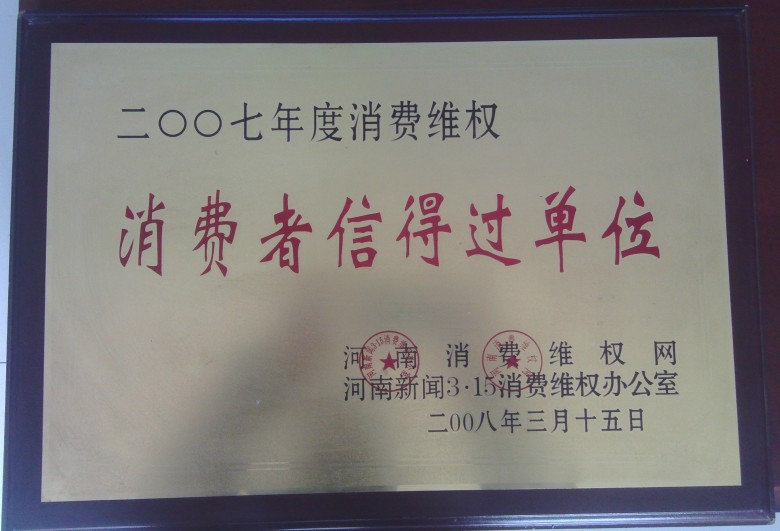 二〇〇七年度消费维权
消费者信得过单位
河南消费维权网
河南新闻3·15消费维权办公室
二00八年三月十五日